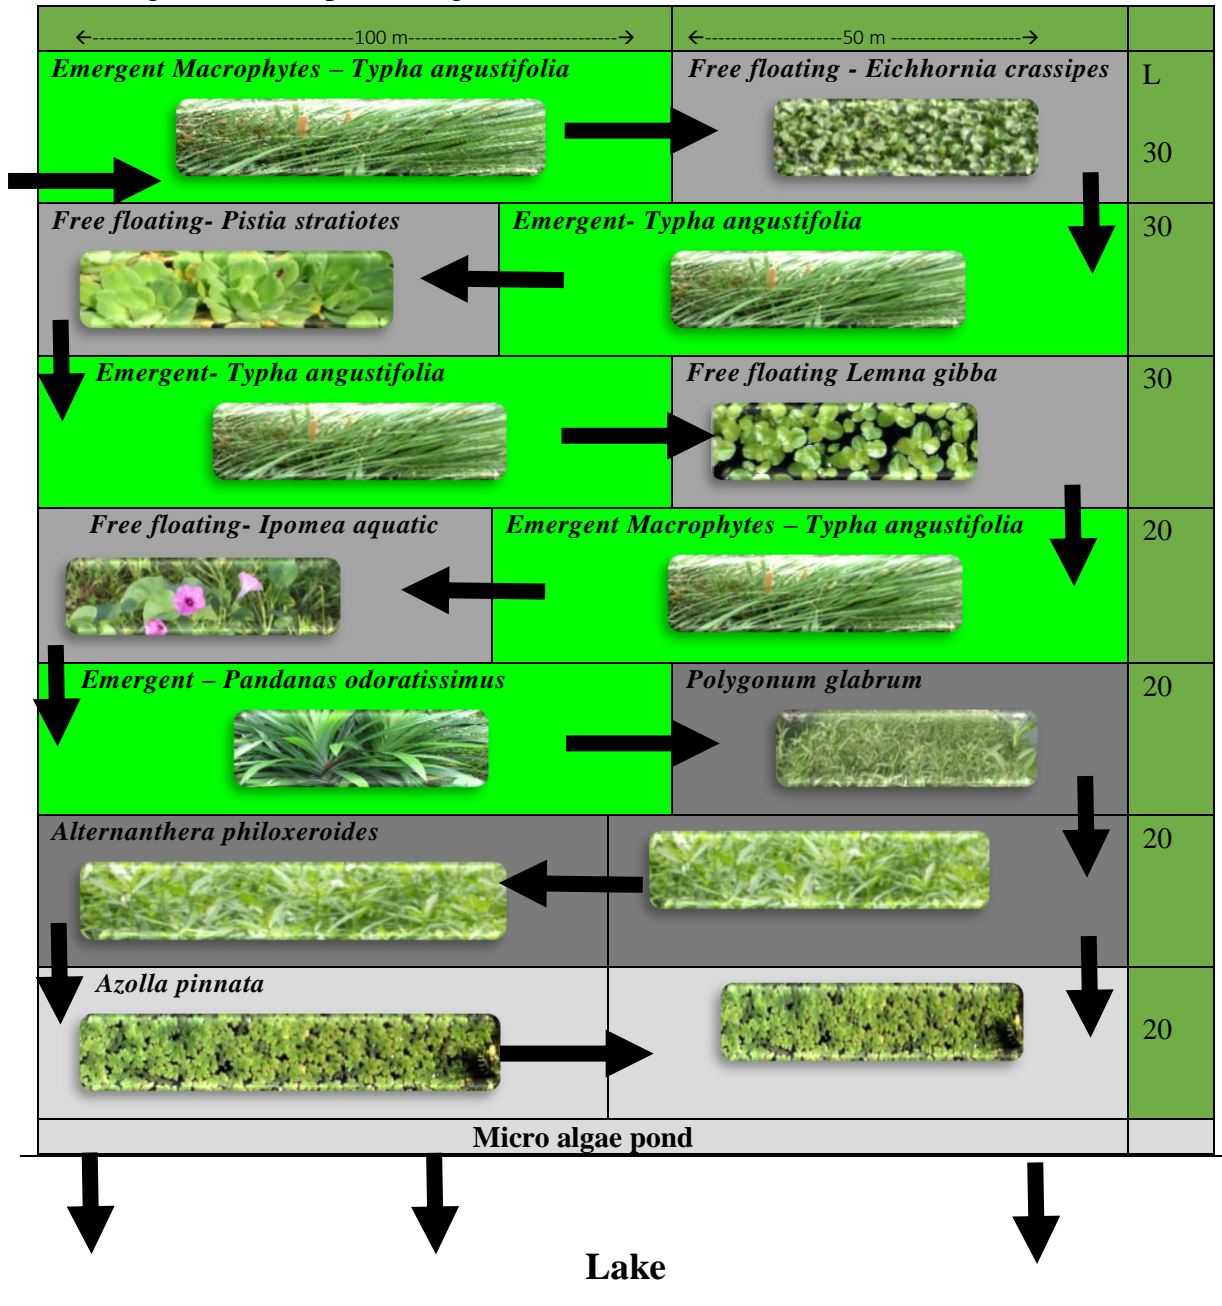 ←-----------------------------------100 m----------------------------→ ←--------------------50 m ------------------→
Emergent Macrophytes – Typha angustifolia
Free floating - Eichhornia crassipes
L
30
Free floating- Pistia stratiotes
Emergent- Typha angustifolia
30
Emergent- Typha angustifolia
Free floating Lemna gibba
30
Free floating- Ipomea aquatic
Emergent Macrophytes – Typha angustifolia
20
Emergent – Pandanas odoratissimus
Polygonum glabrum
20
Alternanthera philoxeroides
20
Azolla pinnata
20
Micro algae pond
Lake